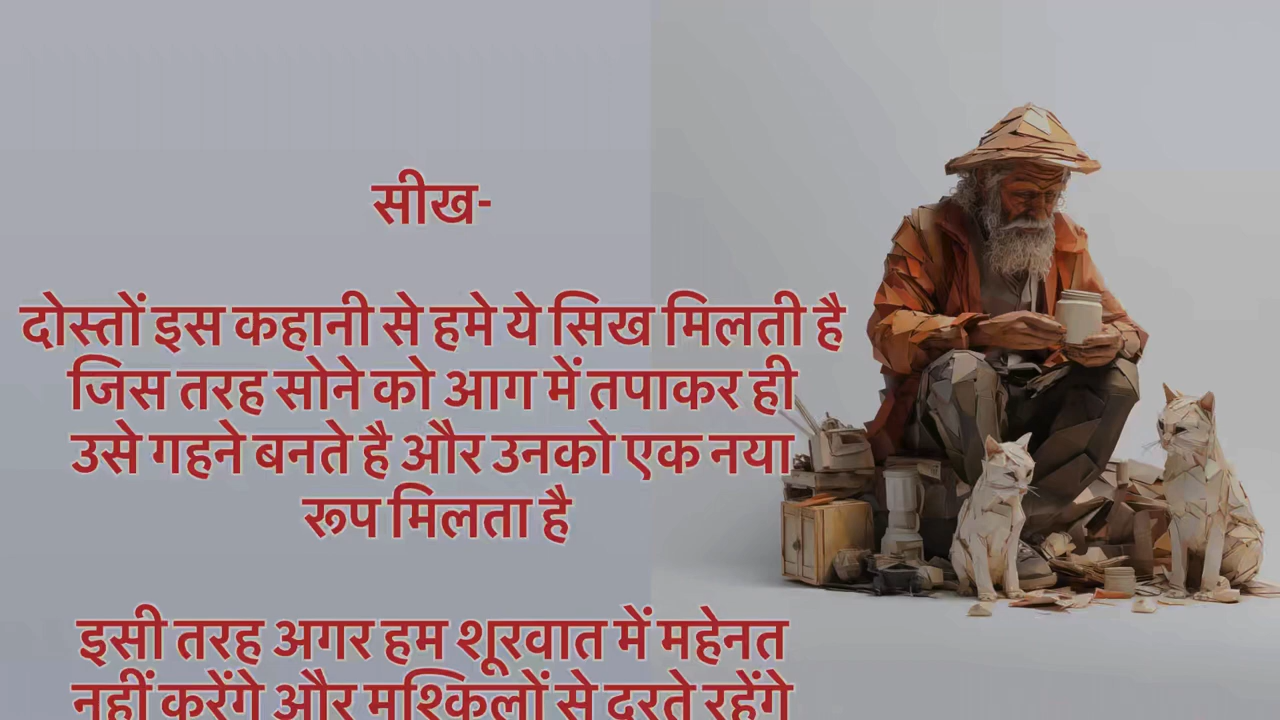 सीख-
दोस्तों इस कहानी से हमे ये सिख मिलती है
जिस तरह सोने को आग में तपाकर ही
उसे गहने बनते है और उनको एक नया
रूप मिलता है
इसी तरह अगर हम शूरवात में महेनत
नहीं करेंगे और मुश्किलों से दूरते रहेंगे